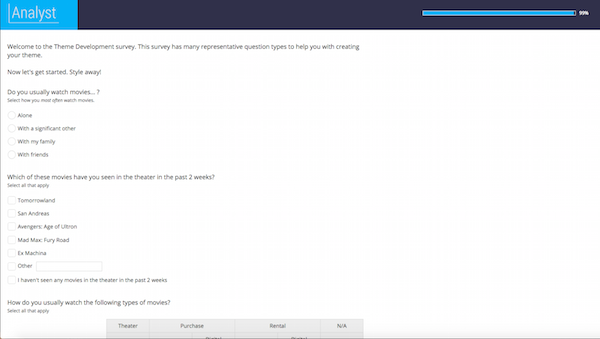 Analyst
99%
Welcome to the Theme Development survey. This survey has many representative question types to help you with creating
your theme.
Now let's get started. Style away!
Do you usually watch movies... ?
Select how you most often watch movies.
Alone
With a significant other
With my family
With friends
Which of these movies have you seen in the theater in the past 2 weeks?
Select all that apply.
Tomorrowland
San Andreas
Avengers: Age of Ultron
Mad Max: Fury Road
Ex Machina
Other
I haven't seen any movies in the theater in the past 2 weeks
How do you usually watch the following types of movies?
Select all that apply.
Theater Purchase Rental N/A